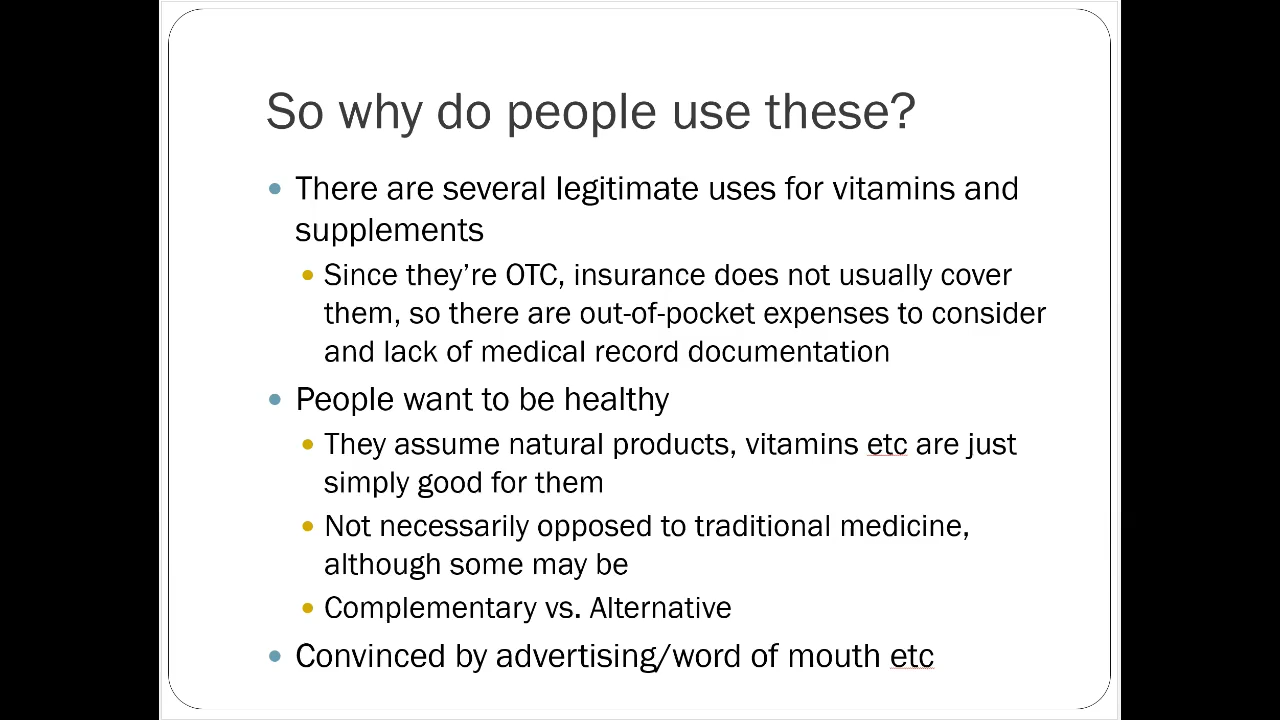 So why do people use these?
There are several legitimate uses for vitamins and
supplements
Since they’re OTC, insurance does not usually cover
them, so there are out-of-pocket expenses to consider
and lack of medical record documentation
People want to be healthy
They assume natural products, vitamins etc are just
simply good for them
Not necessarily opposed to traditional medicine,
although some may be
Complementary vs. Alternative
Convinced by advertising/word of mouth etc